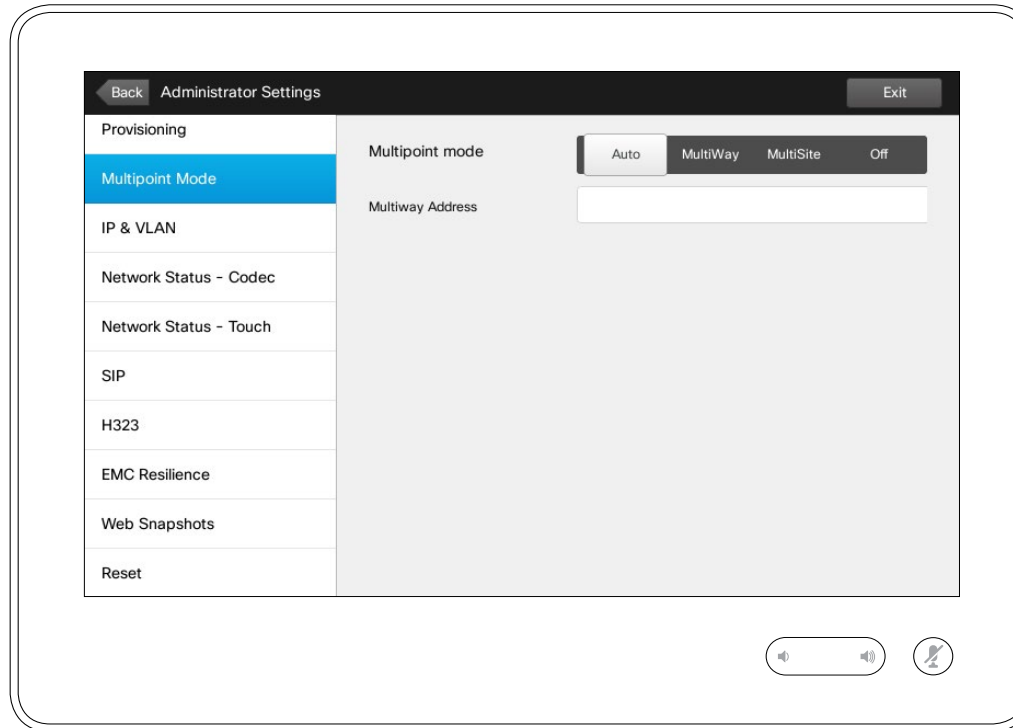 Back Administrator Settings Exit
Provisioning
Multipoint Mode
IP & VLAN
Network Status - Codec
Network Status - Touch
SIP
H323
EMC Resilience
Web Snapshots
Reset
Multipoint mode Auto MultiWay MultiSite Off
Multiway Address